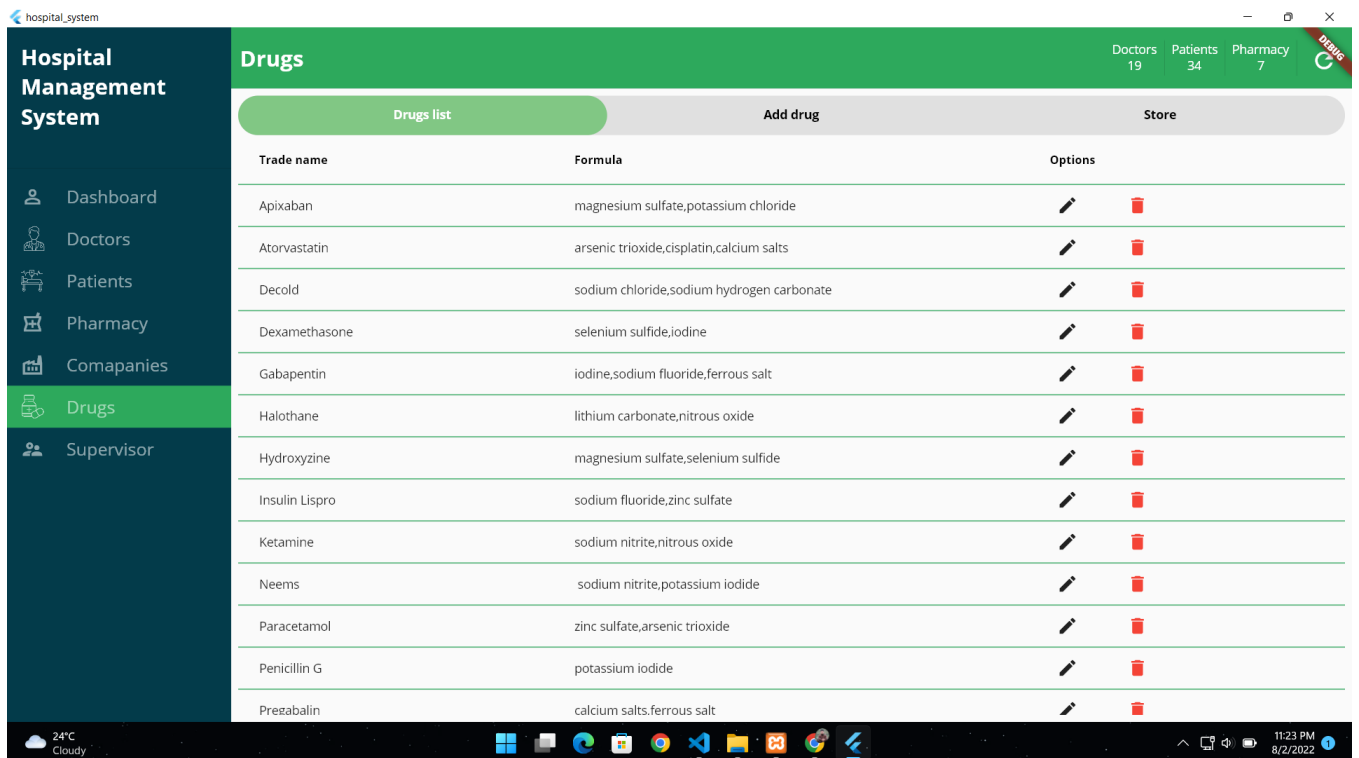 hospital_system
Hospital
Management
System
Drugs
Doctors Patients Pharmacy
19 34 7
DEBUG
Drugs list Add drug Store
Trade name Formula Options
Dashboard
Doctors
Patients
Pharmacy
Comapanies
Drugs
Supervisor
Apixaban magnesium sulfate,potassium chloride
Atorvastatin arsenic trioxide,cisplatin,calcium salts
Decold sodium chloride,sodium hydrogen carbonate
Dexamethasone selenium sulfide,iodine
Gabapentin iodine,sodium fluoride,ferrous salt
Halothane lithium carbonate,nitrous oxide
Hydroxyzine magnesium sulfate,selenium sulfide
Insulin Lispro sodium fluoride,zinc sulfate
Ketamine sodium nitrite,nitrous oxide
Neems sodium nitrite,potassium iodide
Paracetamol zinc sulfate,arsenic trioxide
Penicillin G potassium iodide
Pregabalin calcium salts,ferrous salt
24°C
Cloudy
11:23 PM
8/2/2022
1